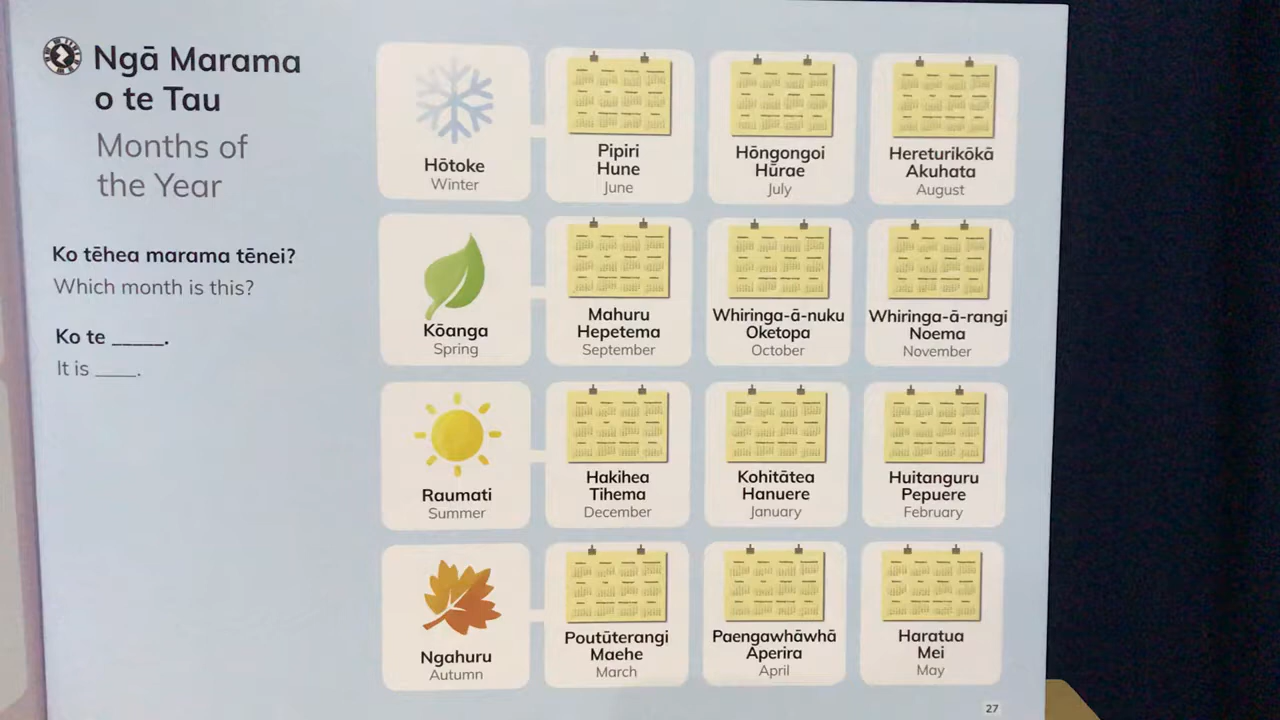 Ngā Marama
o te Tau
Months of
the Year
Ko tēhea marama tēnei?
Which month is this?
Ko te _____.
It is ____.
Hōtoke
Winter
Pipiri
Hune
June
Hōngongoi
Hūrae
July
Hereturikōkā
Akuhata
August
Kōanga
Spring
Mahuru
Hepetema
September
Whiringa-ā-nuku
Oketopa
October
Whiringa-ā-rangi
Noema
November
Raumati
Summer
Hakihea
Tihema
December
Kohitātea
Hanuere
January
Huitanguru
Pepuere
February
Ngahuru
Autumn
Poutūterangi
Maehe
March
Paengawhāwhā
Aperira
April
Haratua
Mei
May
27